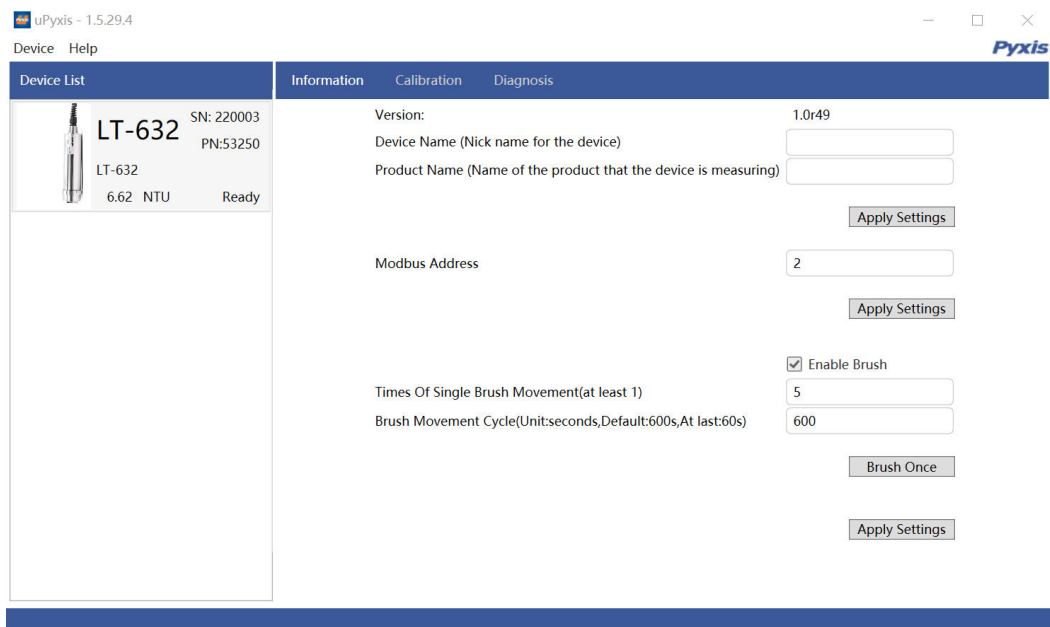 uPyxis - 1.5.29.4
Device Help
Pyxis
Device List
Information Calibration Diagnosis
LT-632
SN: 220003
PN:53250
LT-632
6.62 NTU Ready
Version: 1.0r49
Device Name (Nick name for the device)
Product Name (Name of the product that the device is measuring)
Apply Settings
Modbus Address 2
Apply Settings
Enable Brush
Times Of Single Brush Movement(at least 1) 5
Brush Movement Cycle(Unit:seconds,Default:600s,At last:60s) 600
Brush Once
Apply Settings